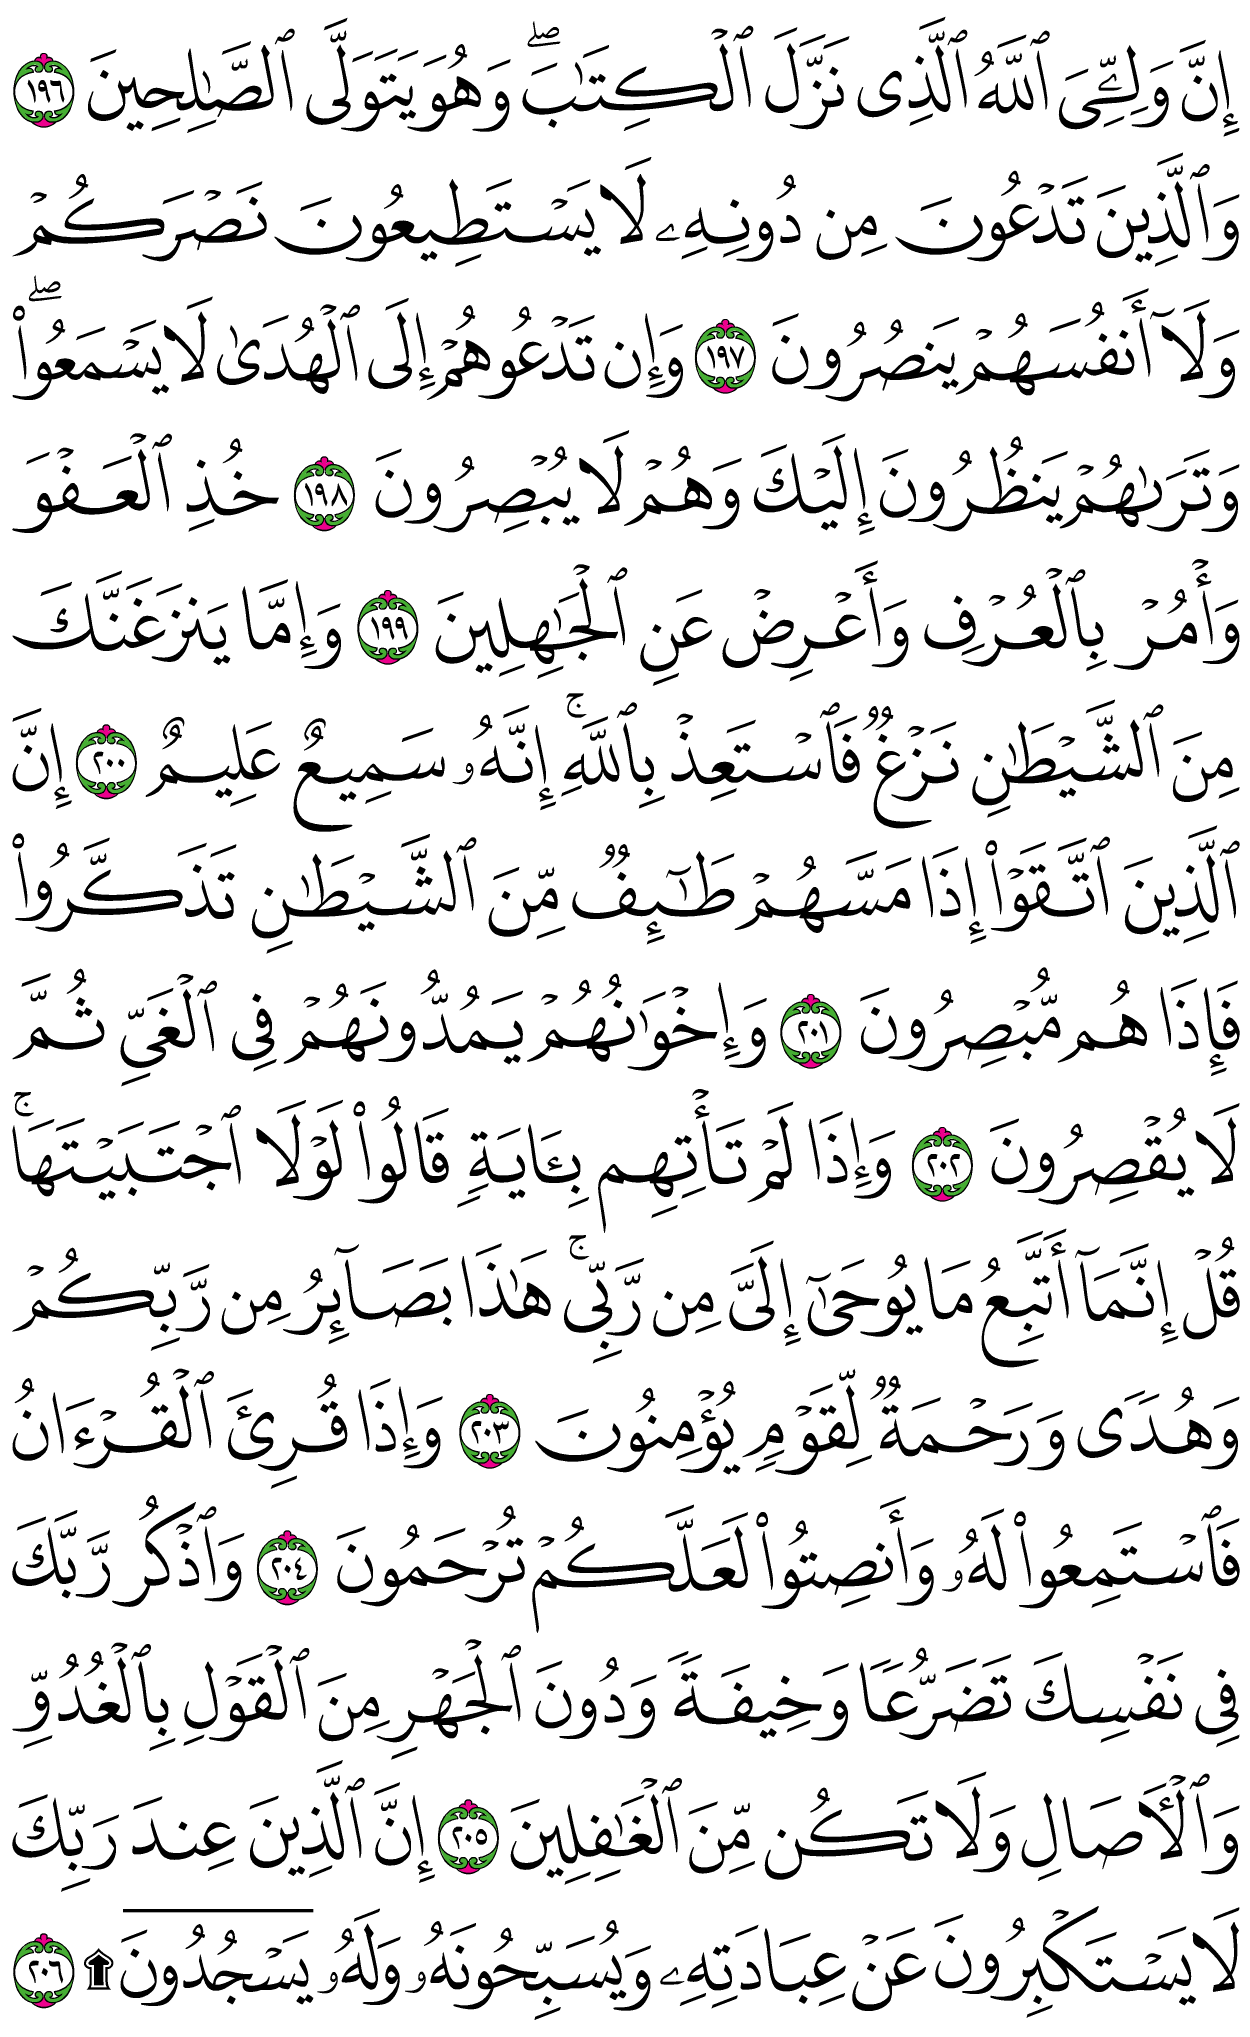 إِنَّ وَلِـِّۧىَ ٱللَّهُ ٱلَّذِى نَزَّلَ ٱلْكِتَـٰبَ ۖ وَهُوَ يَتَوَلَّى ٱلصَّـٰلِحِينَ ١٩٦
وَٱلَّذِينَ تَدْعُونَ مِن دُونِهِۦ لَا يَسْتَطِيعُونَ نَصْرَكُمْ
وَلَآ أَنفُسَهُمْ يَنصُرُونَ ١٩٧ وَإِن تَدْعُوهُمْ إِلَى ٱلْهُدَىٰ لَا يَسْمَعُوا۟ ۖ
وَتَرَىٰهُمْ يَنظُرُونَ إِلَيْكَ وَهُمْ لَا يُبْصِرُونَ ١٩٨ خُذِ ٱلْعَفْوَ
وَأْمُرْ بِٱلْعُرْفِ وَأَعْرِضْ عَنِ ٱلْجَـٰهِلِينَ ١٩٩ وَإِمَّا يَنزَغَنَّكَ
مِنَ ٱلشَّيْطَـٰنِ نَزْغٌ فَٱسْتَعِذْ بِٱللَّهِ ۚ إِنَّهُۥ سَمِيعٌ عَلِيمٌ ٢٠٠ إِنَّ
ٱلَّذِينَ ٱتَّقَوْا۟ إِذَا مَسَّهُمْ طَـٰٓئِفٌ مِّنَ ٱلشَّيْطَـٰنِ تَذَكَّرُوا۟
فَإِذَا هُم مُّبْصِرُونَ ٢٠١ وَإِخْوَٰنُهُمْ يَمُدُّونَهُمْ فِى ٱلْغَىِّ ثُمَّ
لَا يُقْصِرُونَ ٢٠٢ وَإِذَا لَمْ تَأْتِهِم بِـَٔايَةٍ قَالُوا۟ لَوْلَا ٱجْتَبَيْتَهَا ۚ
قُلْ إِنَّمَآ أَتَّبِعُ مَا يُوحَىٰٓ إِلَىَّ مِن رَّبِّى ۚ هَـٰذَا بَصَآئِرُ مِن رَّبِّكُمْ
وَهُدًى وَرَحْمَةٌ لِّقَوْمٍ يُؤْمِنُونَ ٢٠٣ وَإِذَا قُرِئَ ٱلْقُرْءَانُ
فَٱسْتَمِعُوا۟ لَهُۥ وَأَنصِتُوا۟ لَعَلَّكُمْ تُرْحَمُونَ ٢٠٤ وَٱذْكُر رَّبَّكَ
فِى نَفْسِكَ تَضَرُّعًا وَخِيفَةً وَدُونَ ٱلْجَهْرِ مِنَ ٱلْقَوْلِ بِٱلْغُدُوِّ
وَٱلْـَٔاصَالِ وَلَا تَكُن مِّنَ ٱلْغَـٰفِلِينَ ٢٠٥ إِنَّ ٱلَّذِينَ عِندَ رَبِّكَ
لَا يَسْتَكْبِرُونَ عَنْ عِبَادَتِهِۦ وَيُسَبِّحُونَهُۥ وَلَهُۥ يَسْجُدُونَ ۩ ٢٠٦